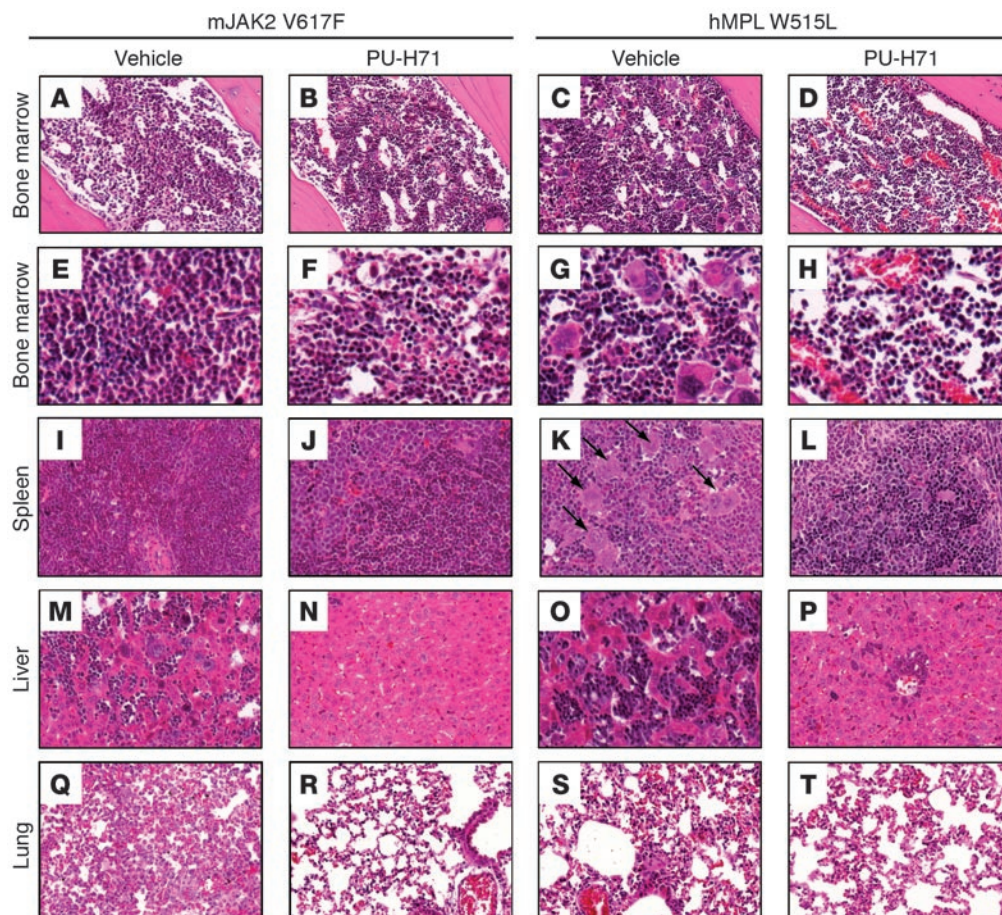 mJAK2 V617F hMPL W515L
Vehicle PU-H71 Vehicle PU-H71
Bone marrow A B C D
Bone marrow E F G H
Spleen I J K L
Liver M N O P
Lung Q R S T